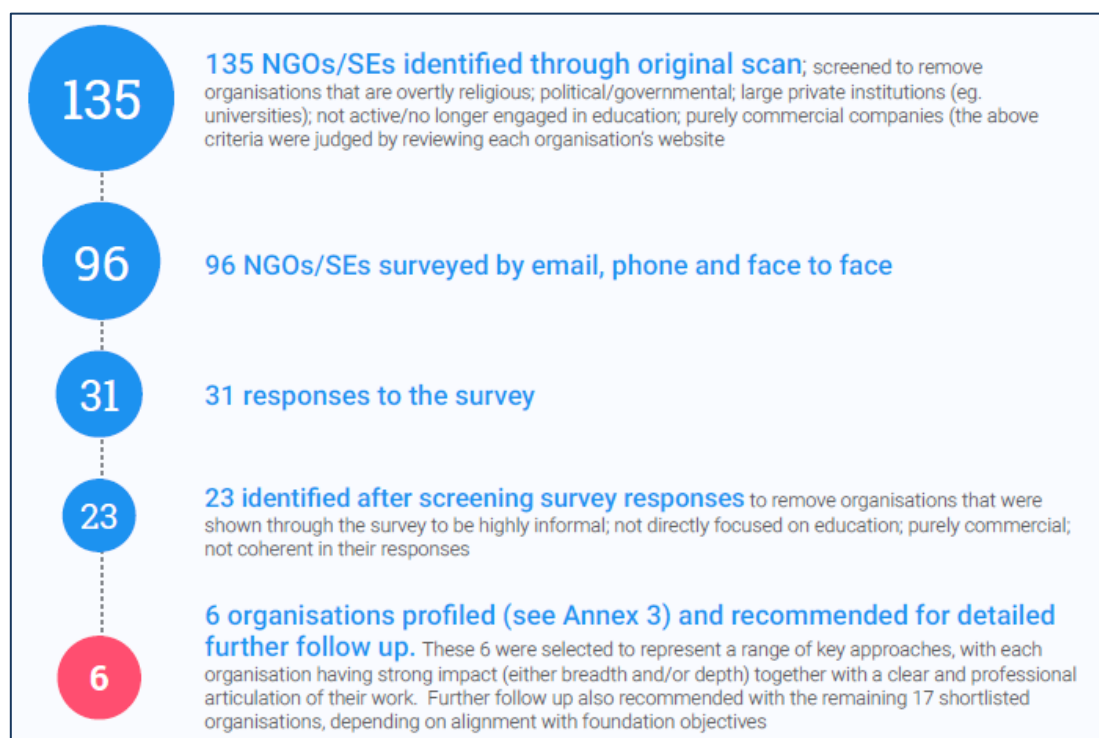 135
135 NGOs/SEs identified through original scan; screened to remove
organisations that are overtly religious; political/governmental; large private institutions (eg.
universities); not active/no longer engaged in education; purely commercial companies (the above
criteria were judged by reviewing each organisation's website
96
96 NGOs/SEs surveyed by email, phone and face to face
31
31 responses to the survey
23
23 identified after screening survey responses to remove organisations that were
shown through the survey to be highly informal; not directly focused on education; purely commercial;
not coherent in their responses
6
6 organisations profiled (see Annex 3) and recommended for detailed
further follow up. These 6 were selected to represent a range of key approaches, with each
organisation having strong impact (either breadth and/or depth) together with a clear and professional
articulation of their work. Further follow up also recommended with the remaining 17 shortlisted
organisations, depending on alignment with foundation objectives